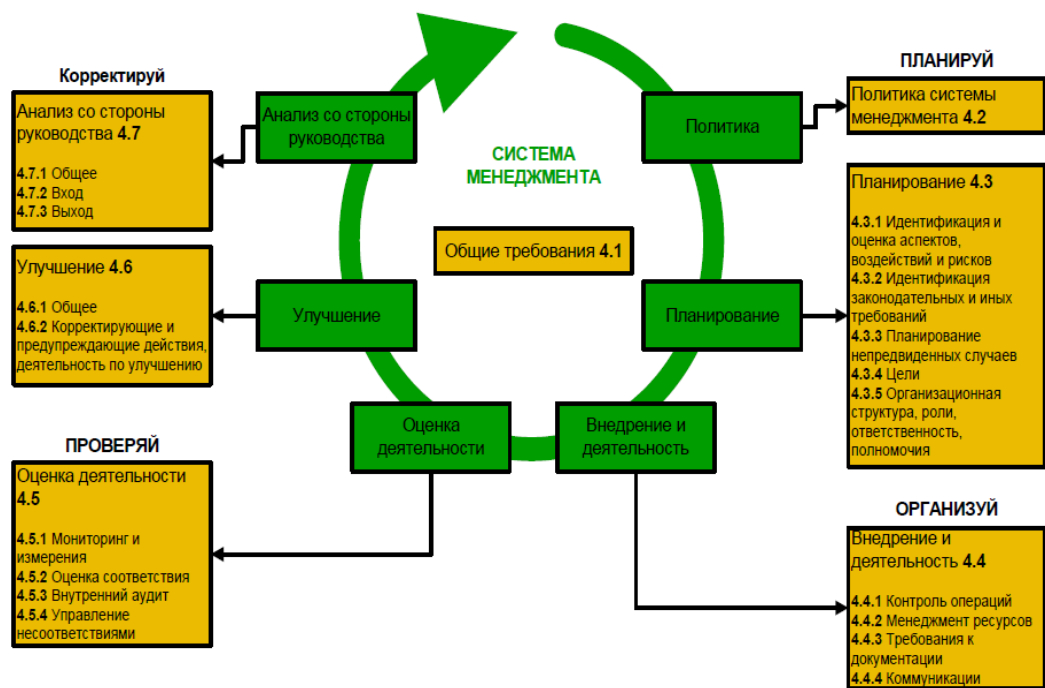 Корректируй
Анализ со стороны
руководства 4.7
4.7.1 Общее
4.7.2 Вход
4.7.3 Выход
Улучшение 4.6
4.6.1 Общее
4.6.2 Корректирующие и
предупреждающие действия,
деятельность по улучшению
ПРОВЕРЯЙ
Оценка деятельности
4.5
4.5.1 Мониторинг и
измерения
4.5.2 Оценка соответствия
4.5.3 Внутренний аудит
4.5.4 Управление
несоответствиями
Анализ со стороны
руководства
Улучшение
Оценка
деятельности
СИСТЕМА
МЕНЕДЖМЕНТА
Общие требования 4.1
Политика
Планирование
Внедрение и
деятельность
ПЛАНИРУЙ
Политика системы
менеджмента 4.2
Планирование 4.3
4.3.1 Идентификация и
оценка аспектов,
воздействий и рисков
4.3.2 Идентификация
законодательных и иных
требований
4.3.3 Планирование
непредвиденных случаев
4.3.4 Цели
4.3.5 Организационная
структура, роли,
ответственность,
полномочия
ОРГАНИЗУЙ
Внедрение и
деятельность 4.4
4.4.1 Контроль операций
4.4.2 Менеджмент ресурсов
4.4.3 Требования к
документации
4.4.4 Коммуникации